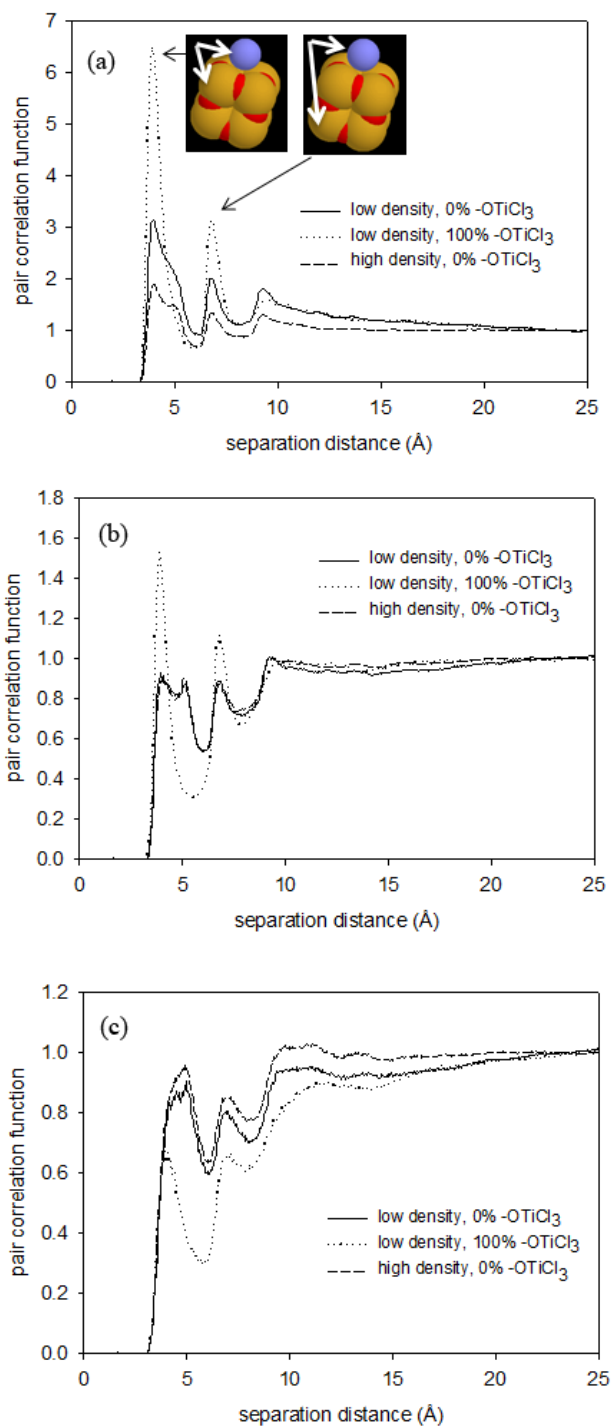 (a)
pair correlation function
7
6
5
4
3
2
1
0
low density, 0% -OTiCl3
low density, 100% -OTiCl3
high density, 0% -OTiCl3
0 5 10 15 20 25
separation distance (Å)
(b)
pair correlation function
1.8
1.6
1.4
1.2
1.0
0.8
0.6
0.4
0.2
0.0
low density, 0% -OTiCl3
low density, 100% -OTiCl3
high density, 0% -OTiCl3
0 5 10 15 20 25
separation distance (Å)
(c)
pair correlation function
1.2
1.0
0.8
0.6
0.4
0.2
0.0
low density, 0% -OTiCl3
low density, 100% -OTiCl3
high density, 0% -OTiCl3
0 5 10 15 20 25
separation distance (Å)